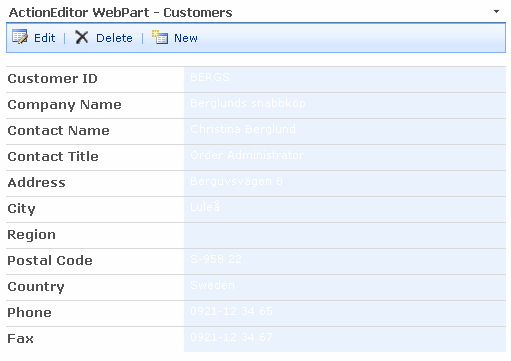 ActionEditor WebPart - Customers
Edit | Delete | New
Customer ID BERGS
Company Name Berglunds snabbköp
Contact Name Christina Berglund
Contact Title Order Administrator
Address Berguvsvägen 8
City Luleå
Region
Postal Code S-958 22
Country Sweden
Phone 0921-12 34 65
Fax 0921-12 34 67